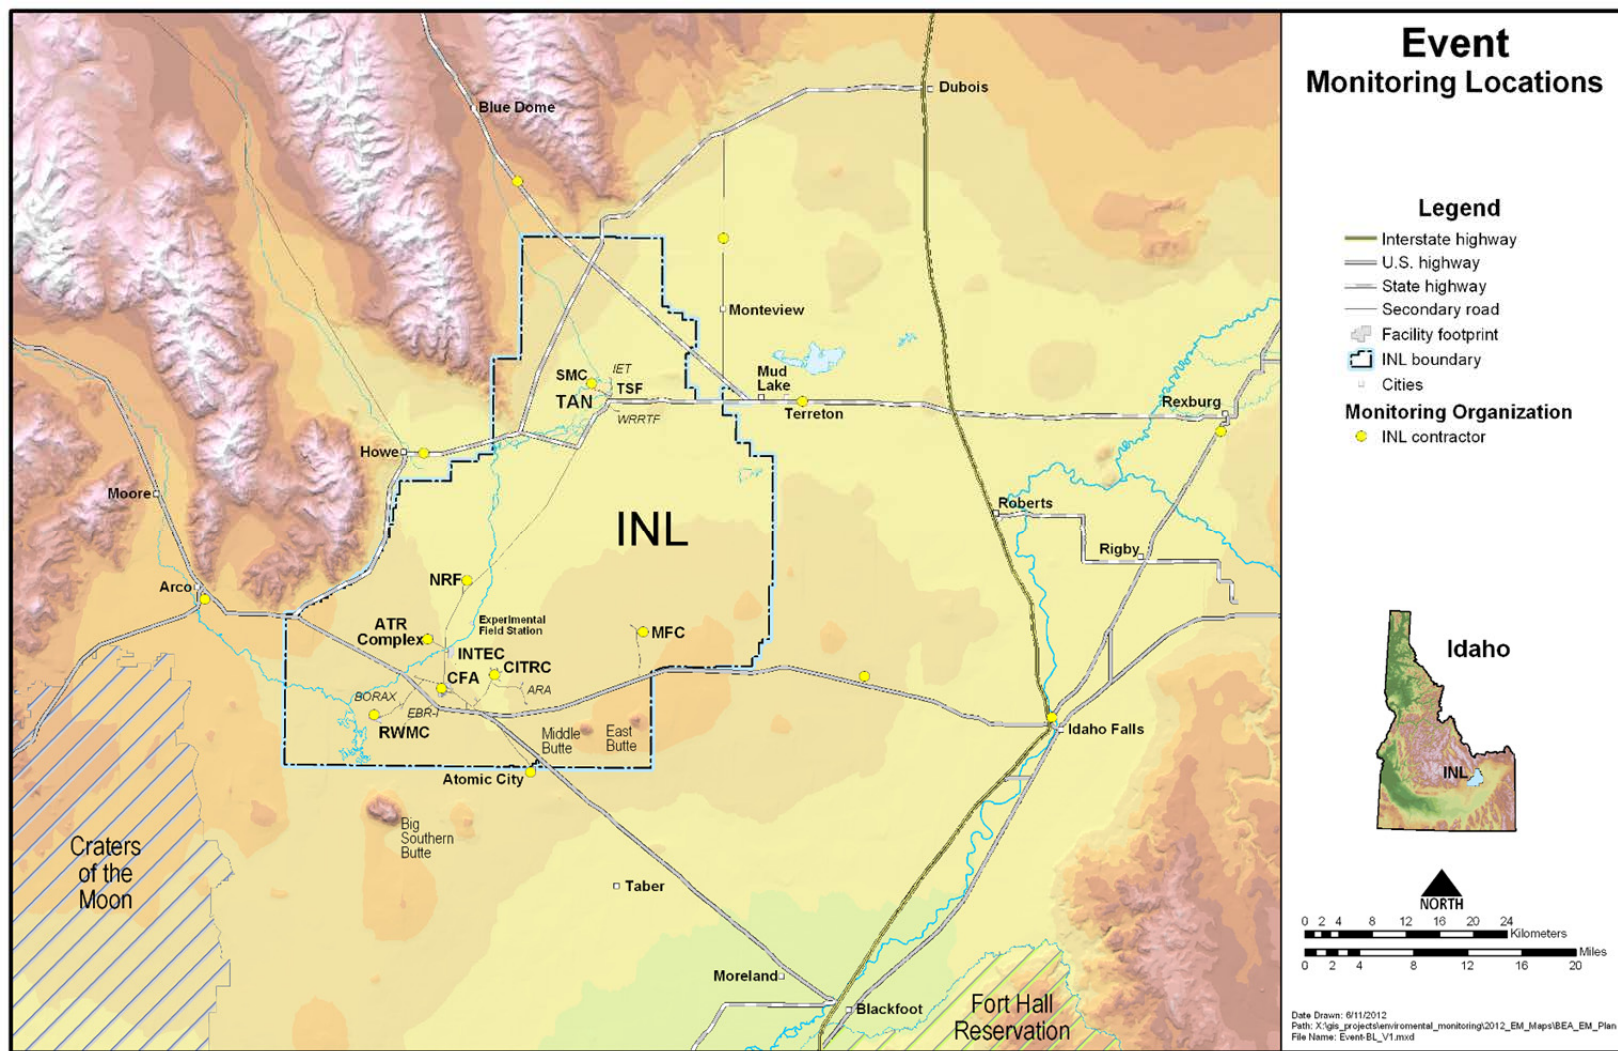 Event
Monitoring Locations
Legend
Interstate highway
U.S. highway
State highway
Secondary road
Facility footprint
INL boundary
Cities
Monitoring Organization
INL contractor
Idaho
INL
NORTH
0 2 4 8 12 16 20 24
Kilometers
Miles
0 2 4 8 12 16 20
Date Drawn: 6/11/2012
Path: X:\gis_projects\enviromental_monitoring\2012_EM_Maps\BEA_EM_Plan
File Name: Event-BL_V1.mxd
Dubois
Blue Dome
Monteview
SMC
IET
TSF
TAN
WRRTF
Mud
Lake
Terreton
Rexburg
Howe
Moore
INL
Roberts
Rigby
Arco
NRF
ATR
Complex
Experimental
Field Station
INTEC
MFC
CITRC
CFA
ARA
BORAX
EBR-I
RWMC
Middle
Butte
East
Butte
Idaho Falls
Atomic City
Big
Southern
Butte
Craters
of the
Moon
Taber
Moreland
Blackfoot
Fort Hall
Reservation